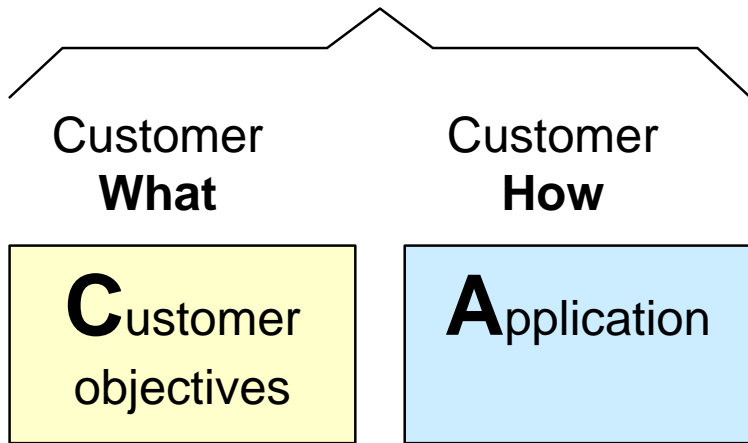 Customer
What
Customer
How
Customer
objectives
Application